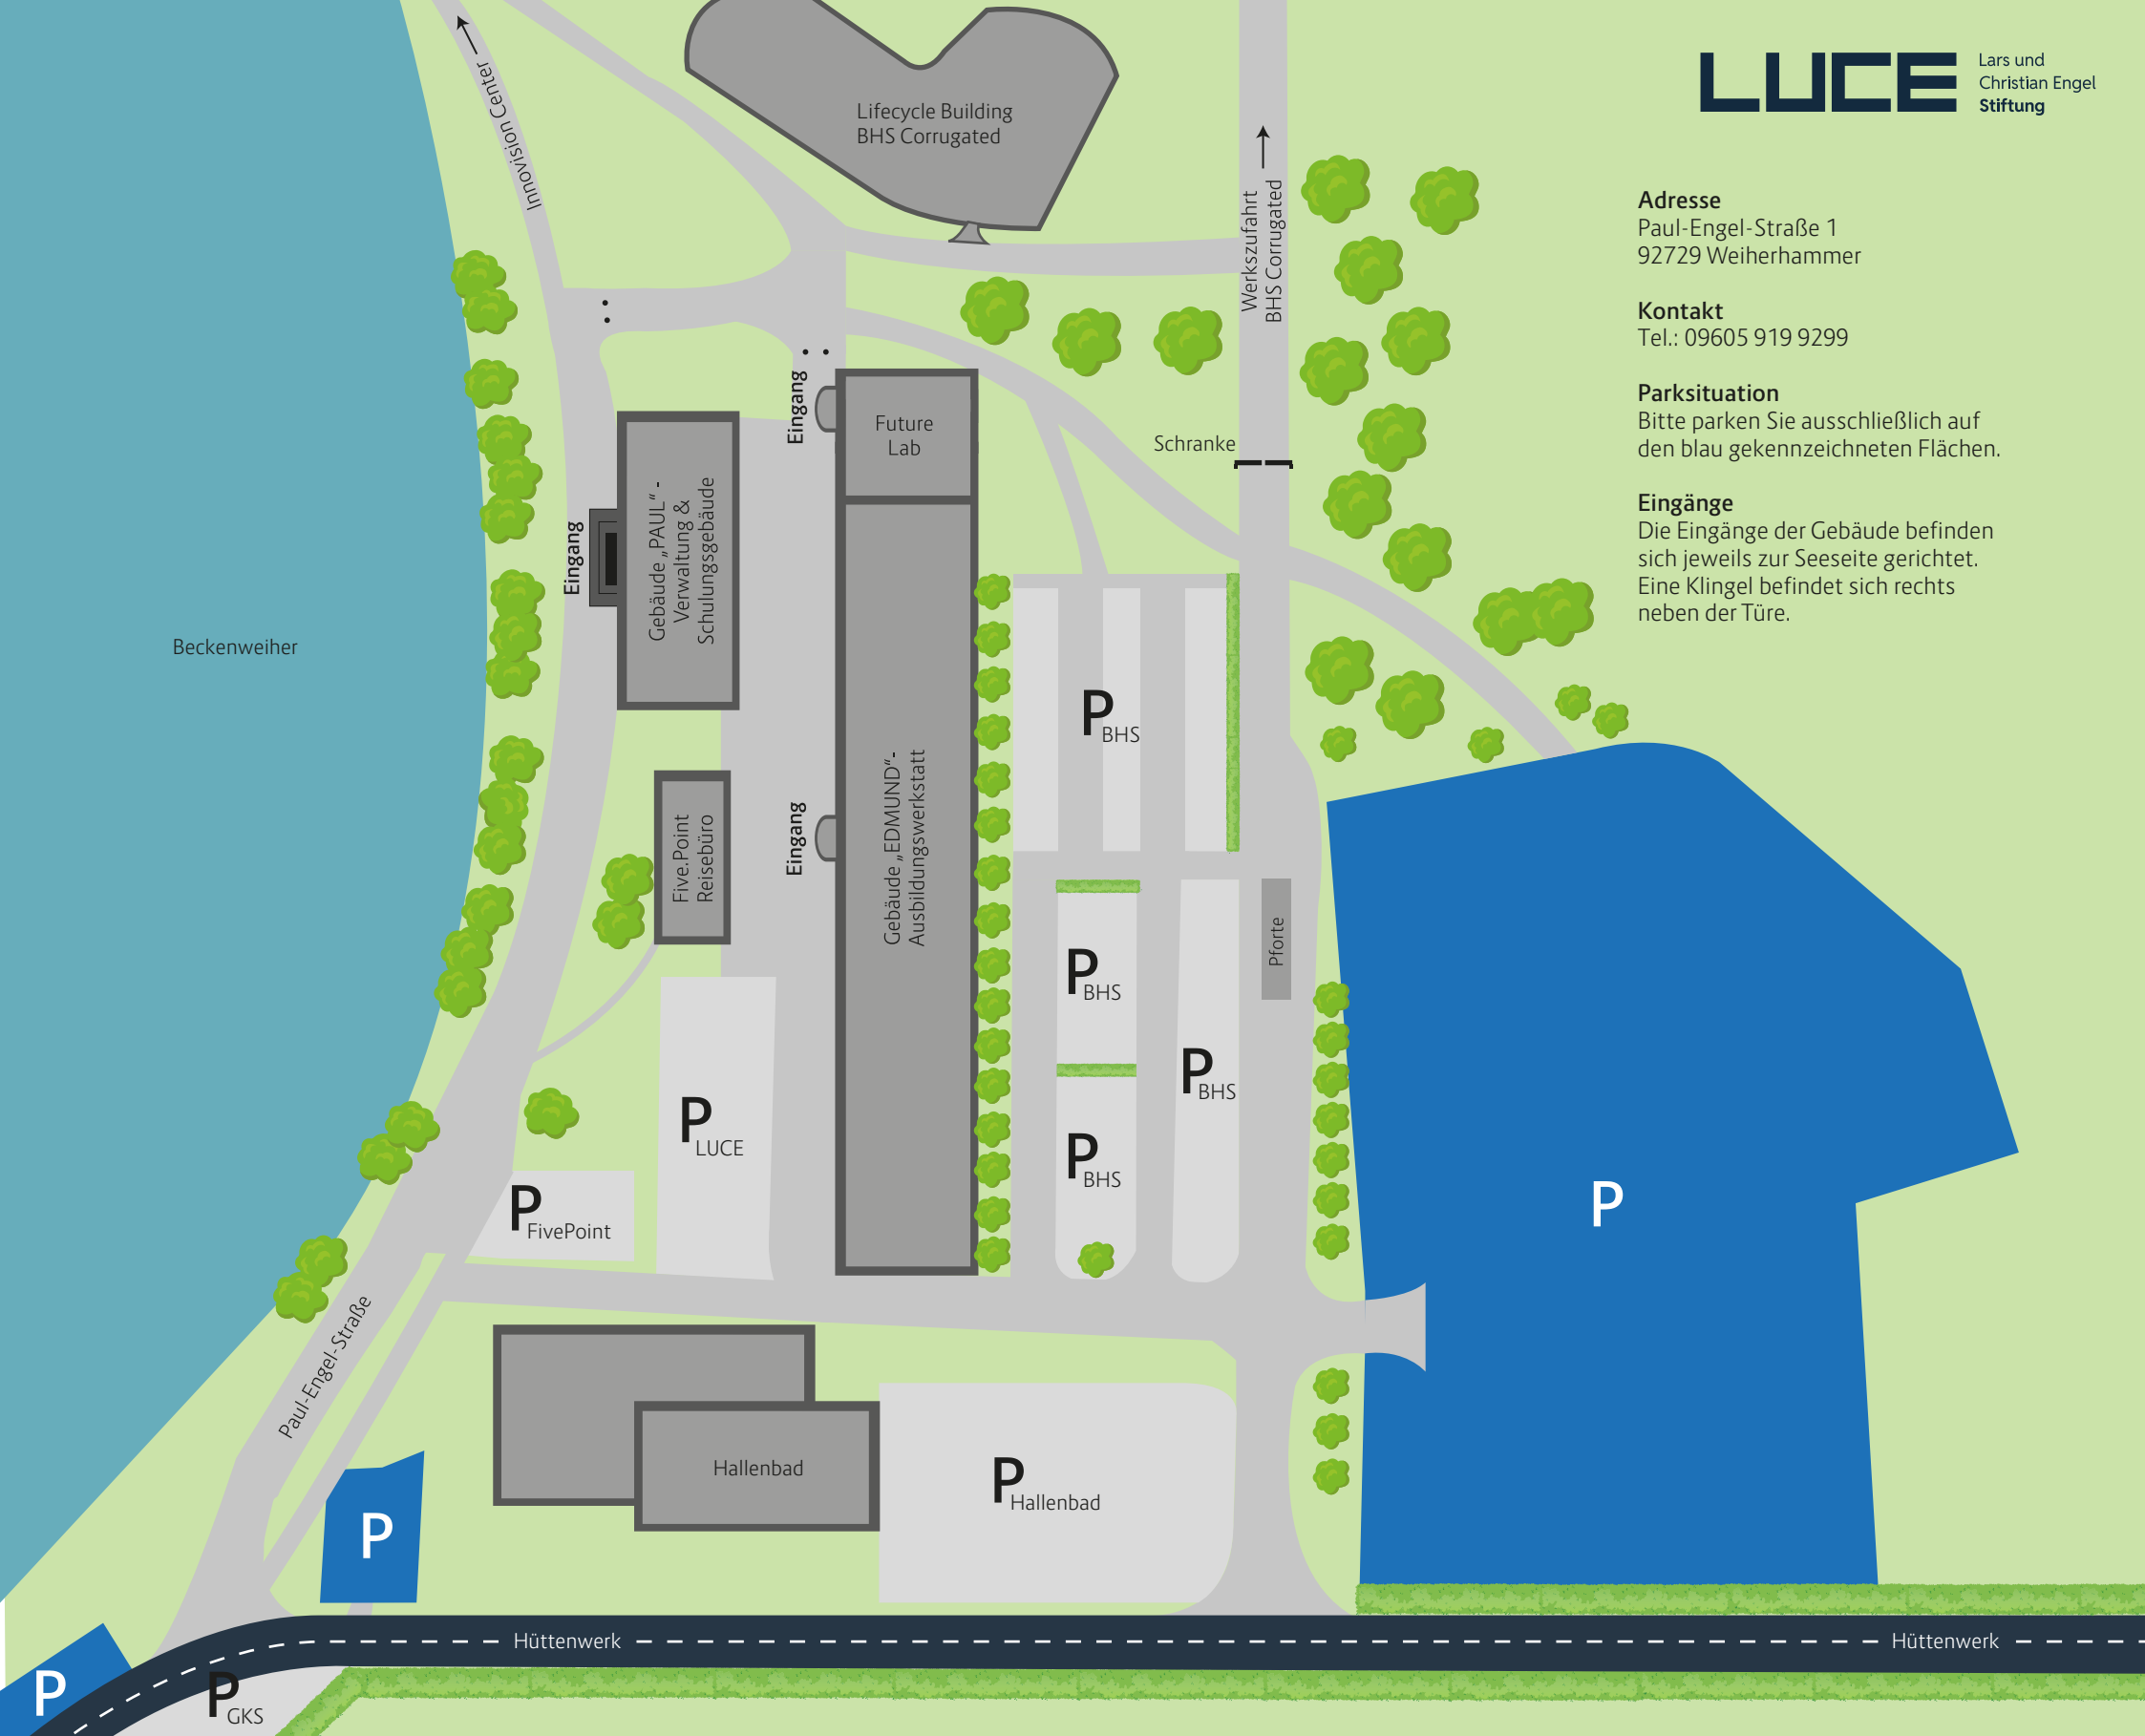 LUCE
Lars und
Christian Engel
Stiftung
Adresse
Paul-Engel-Straße 1
92729 Weiherhammer
Kontakt
Tel.: 09605 919 9299
Parksituation
Bitte parken Sie ausschließlich auf
den blau gekennzeichneten Flächen.
Eingänge
Die Eingänge der Gebäude befinden
sich jeweils zur Seeseite gerichtet.
Eine Klingel befindet sich rechts
neben der Türe.
Innovision Center
Lifecycle Building
BHS Corrugated
Werkszufahrt
BHS Corrugated
Eingang
Future
Lab
Schranke
Eingang
Gebäude „PAUL“ -
Verwaltung &
Schulungsgebäude
Beckenweiher
P BHS
Eingang
Five.Point
Reisebüro
Gebäude „EDMUND“-
Ausbildungswerkstatt
Pforte
P BHS
P BHS
P LUCE
P BHS
P FivePoint
P
Paul-Engel-Straße
Hallenbad
P Hallenbad
P
Hüttenwerk
Hüttenwerk
P
P GKS